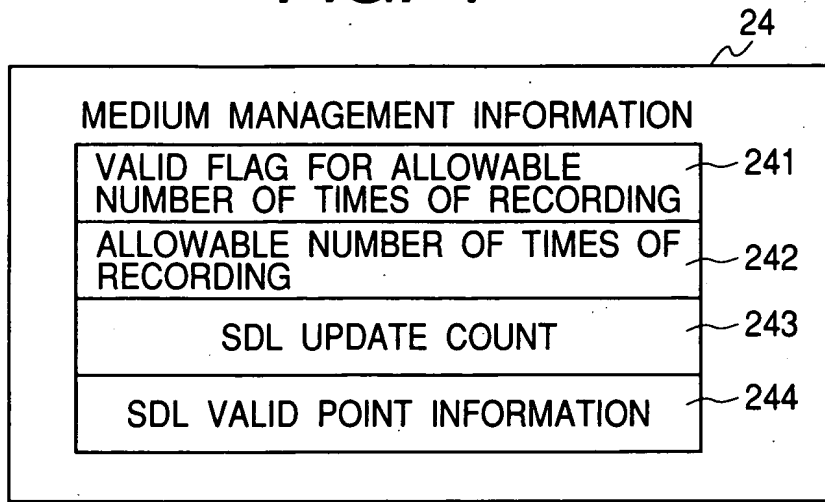 24
MEDIUM MANAGEMENT INFORMATION
VALID FLAG FOR ALLOWABLE
NUMBER OF TIMES OF RECORDING
241
ALLOWABLE NUMBER OF TIMES OF
RECORDING
242
SDL UPDATE COUNT
243
SDL VALID POINT INFORMATION
244